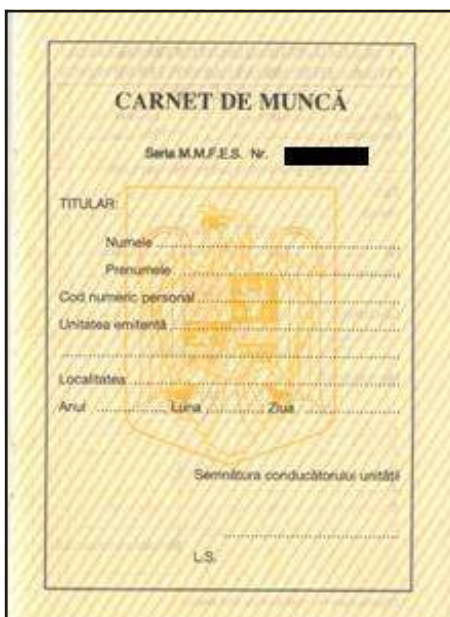 CARNET DE MUNCĂ
Seria M.M.F.E.S. Nr.
TITULAR:
Numele ..............................
Prenumele ..............................
Cod numeric personal ..............................
Unitatea emitentă ..............................
..............................
Localitatea ..............................
Anul .............. Luna .............. Ziua ..............
Semnătura conducătorului unității
..............................
L.S.